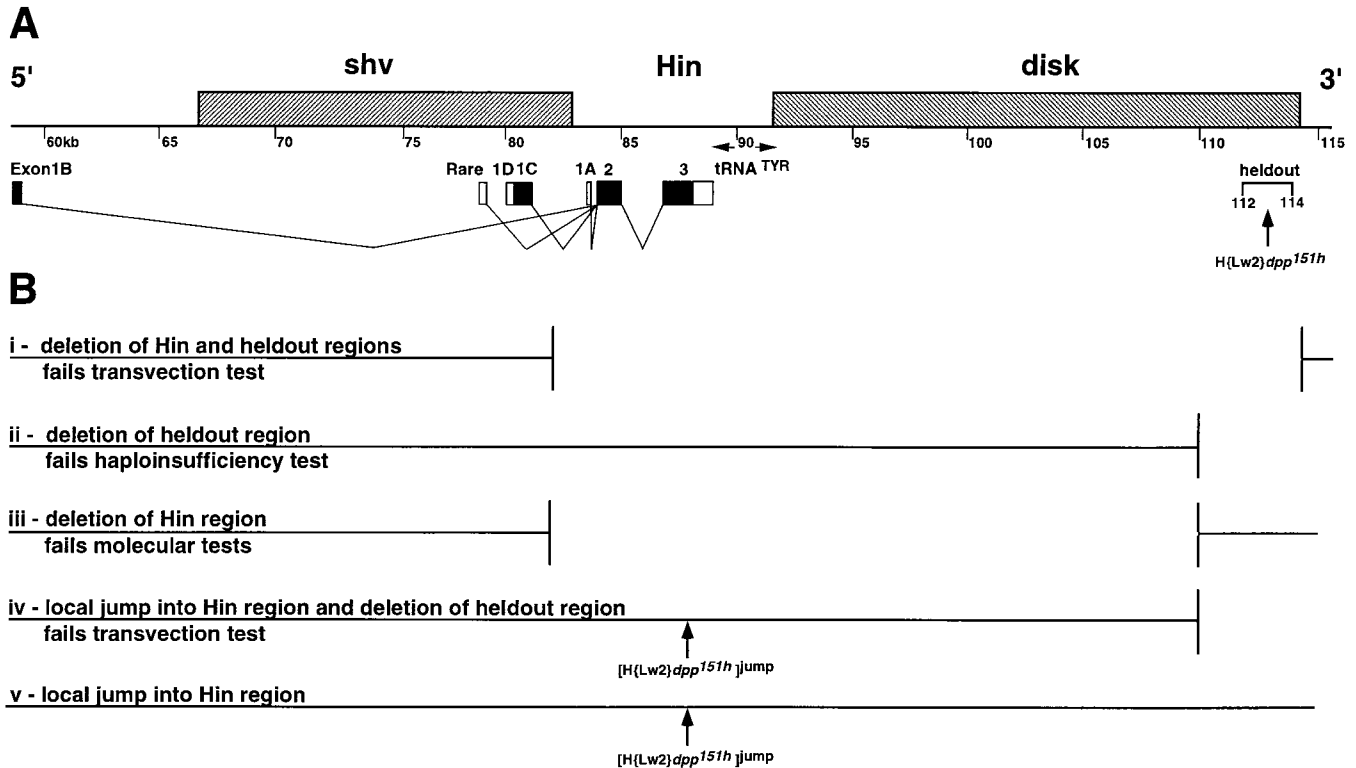 A
5' shv Hin disk 3'
60kb 65 70 75 80 85 90 95 100 105 110 115
Exon1B Rare 1D 1C 1A 2 3 tRNA TYR heldout
112 114
H{Lw2}dpp151h
B
i - deletion of Hin and heldout regions
fails transvection test
ii - deletion of heldout region
fails haploinsufficiency test
iii - deletion of Hin region
fails molecular tests
iv - local jump into Hin region and deletion of heldout region
fails transvection test
[H{Lw2}dpp151h]jump
v - local jump into Hin region
[H{Lw2}dpp151h]jump